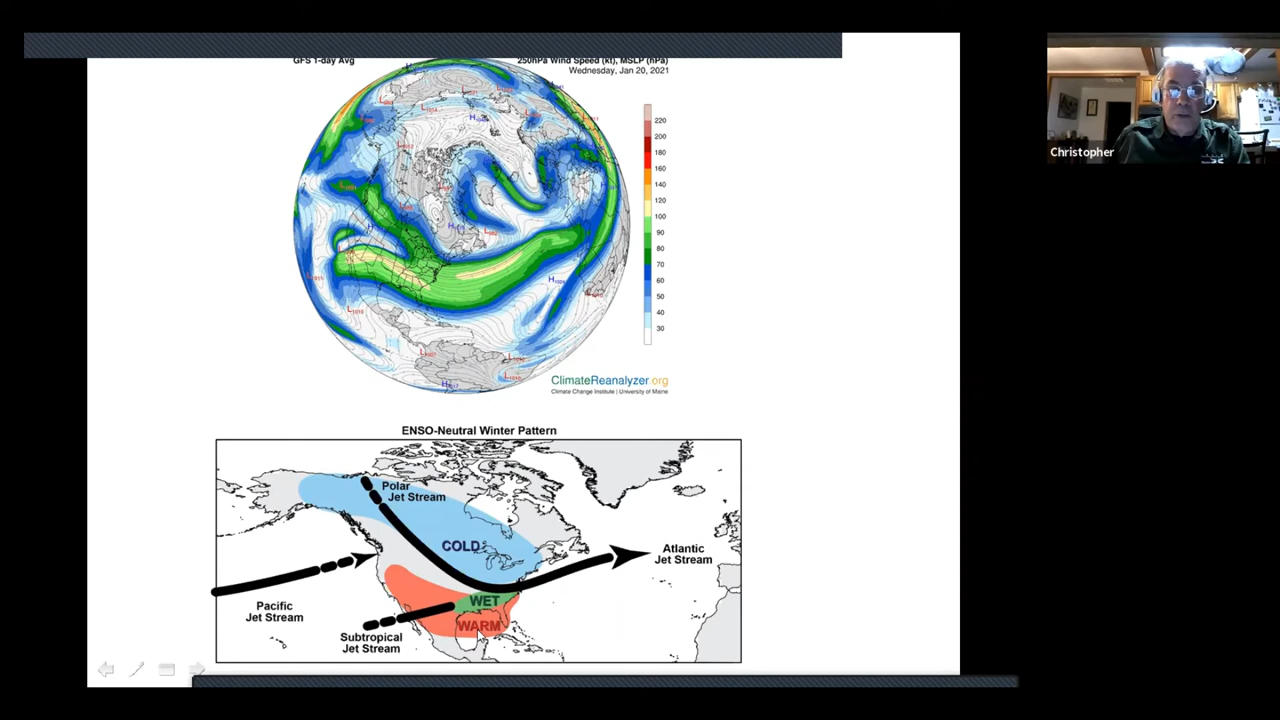 GFS 1-day Avg
250hPa Wind Speed (kt), MSLP (hPa)
Wednesday, Jan 20, 2021
220
200
180
160
140
120
100
90
80
70
60
50
40
30
ClimateReanalyzer.org
Climate Change Institute | University of Maine
ENSO-Neutral Winter Pattern
Polar
Jet Stream
COLD
Atlantic
Jet Stream
Pacific
Jet Stream
WET
WARM
Subtropical
Jet Stream
Christopher